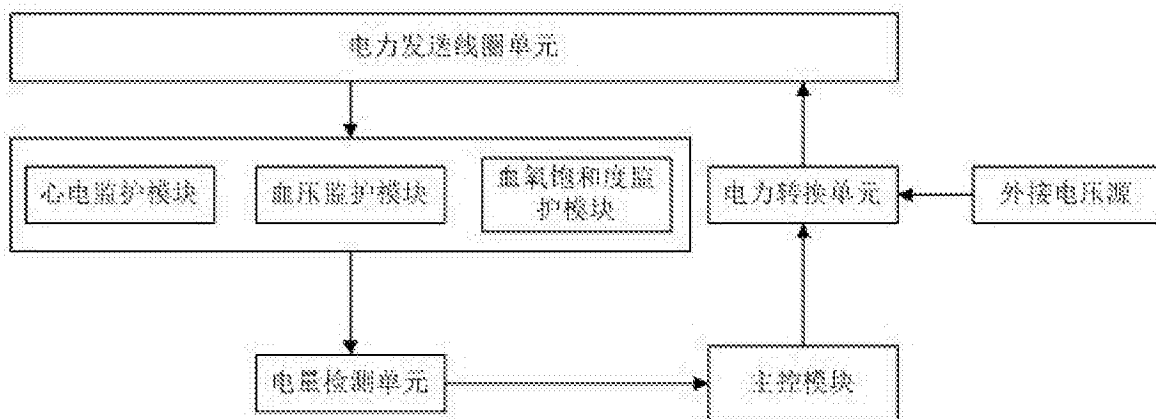 电力发送线圈单元
心电监护模块
血压监护模块
血氧饱和度监
护模块
电力转换单元
外接电压源
电量检测单元
主控模块